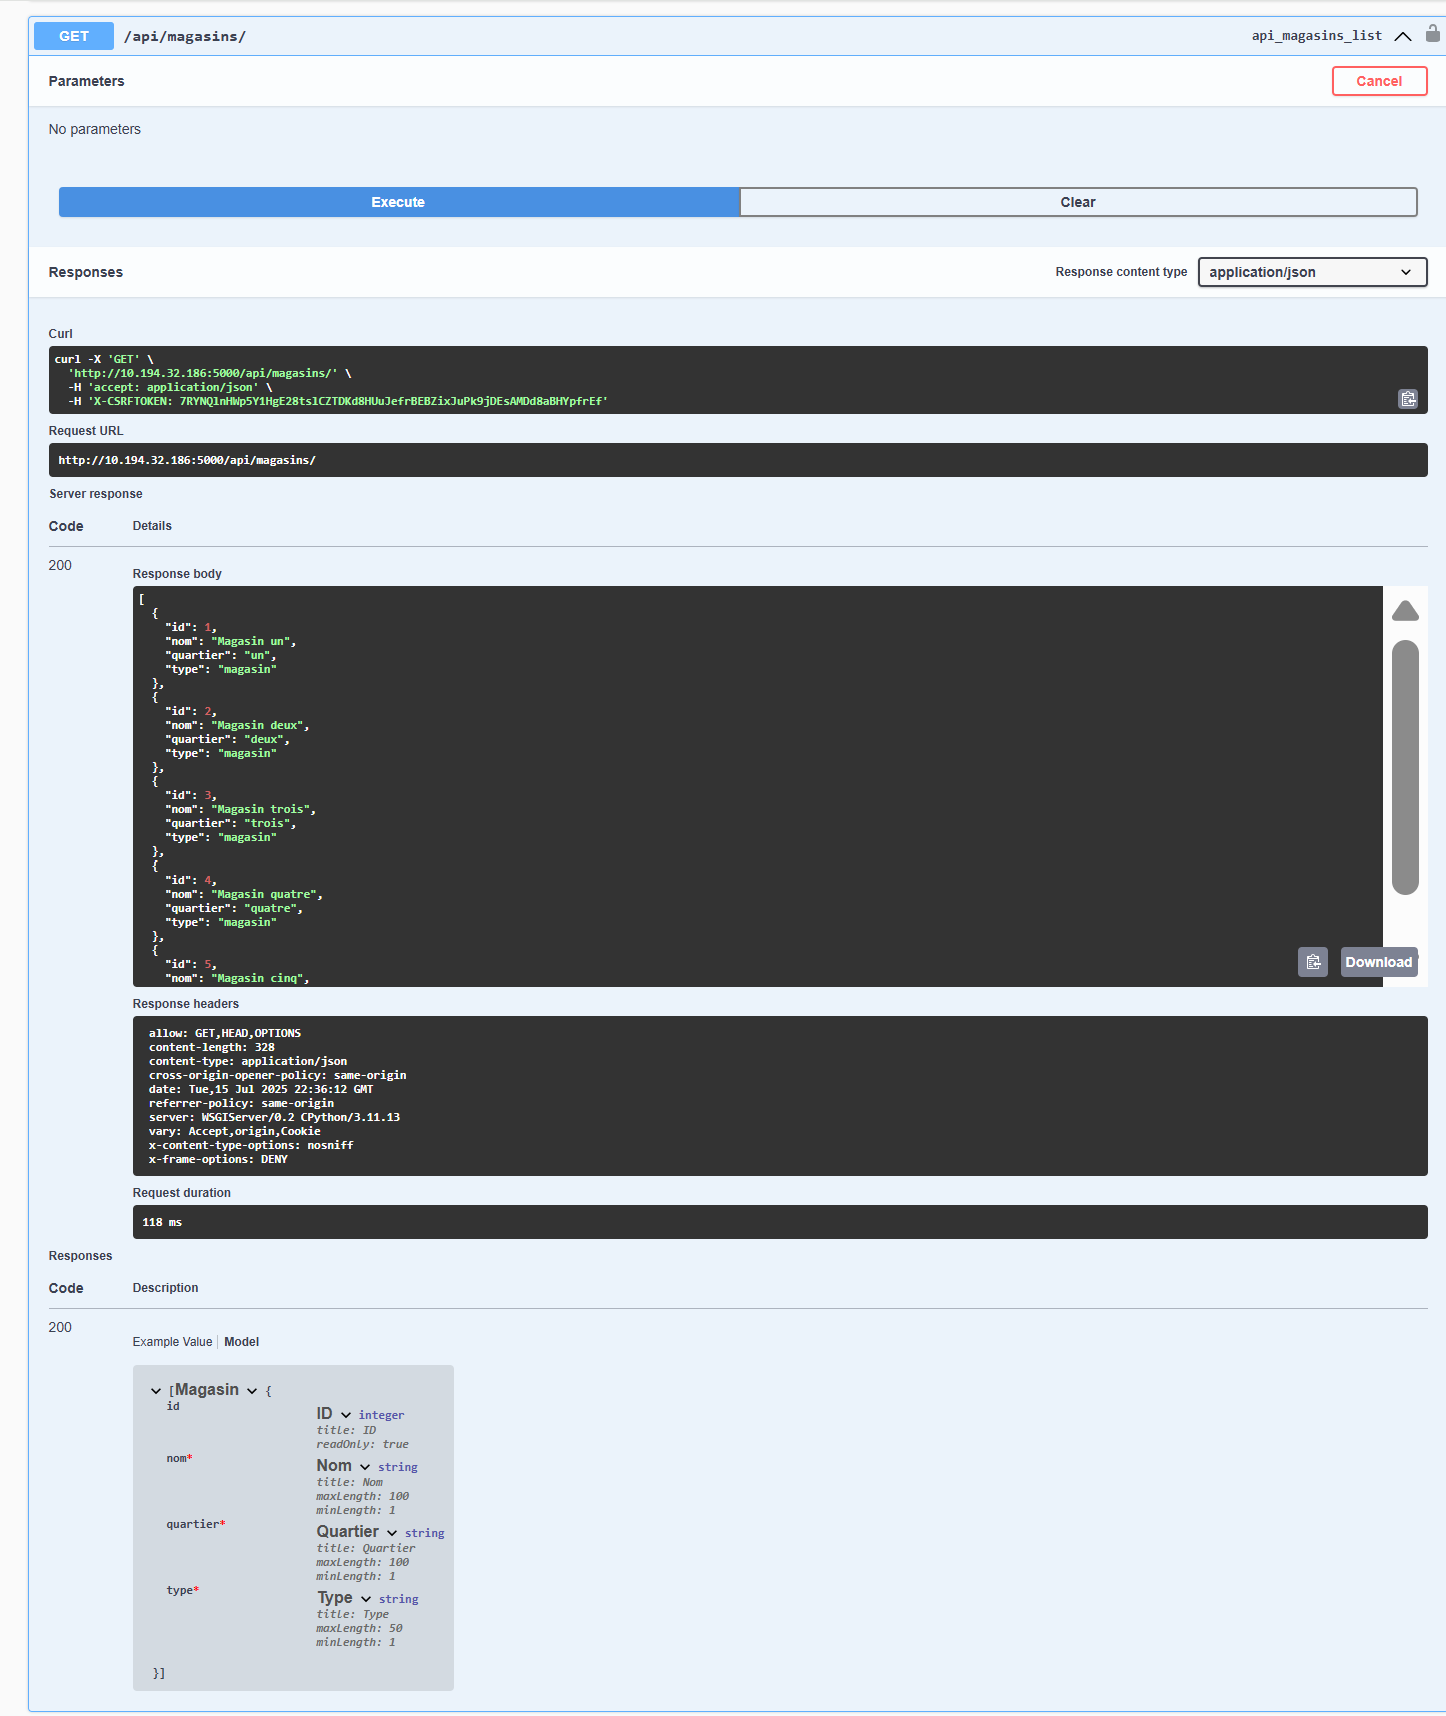 GET /api/magasins/ api_magasins_list
Parameters Cancel
No parameters
Execute Clear
Responses Response content type application/json
Curl
curl -X 'GET' \
'http://10.194.32.186:5000/api/magasins/' \
-H 'accept: application/json' \
-H 'X-CSRFTOKEN: 7RYNQlnHWp5Y1HgE28tslCZTDKd8HUuJefrBEBZixJuPk9jDEsAMDd8aBHYpfrEf'
Request URL
http://10.194.32.186:5000/api/magasins/
Server response
Code Details
200
Response body
[
{
"id": 1,
"nom": "Magasin un",
"quartier": "un",
"type": "magasin"
},
{
"id": 2,
"nom": "Magasin deux",
"quartier": "deux",
"type": "magasin"
},
{
"id": 3,
"nom": "Magasin trois",
"quartier": "trois",
"type": "magasin"
},
{
"id": 4,
"nom": "Magasin quatre",
"quartier": "quatre",
"type": "magasin"
},
{
"id": 5,
"nom": "Magasin cinq",
Download
Response headers
allow: GET,HEAD,OPTIONS
content-length: 328
content-type: application/json
cross-origin-opener-policy: same-origin
date: Tue,15 Jul 2025 22:36:12 GMT
referrer-policy: same-origin
server: WSGIServer/0.2 CPython/3.11.13
vary: Accept,origin,Cookie
x-content-type-options: nosniff
x-frame-options: DENY
Request duration
118 ms
Responses
Code Description
200
Example Value Model
[Magasin {
id
ID integer
title: ID
readOnly: true
nom*
Nom string
title: Nom
maxLength: 100
minLength: 1
quartier*
Quartier string
title: Quartier
maxLength: 100
minLength: 1
type*
Type string
title: Type
maxLength: 50
minLength: 1
}]